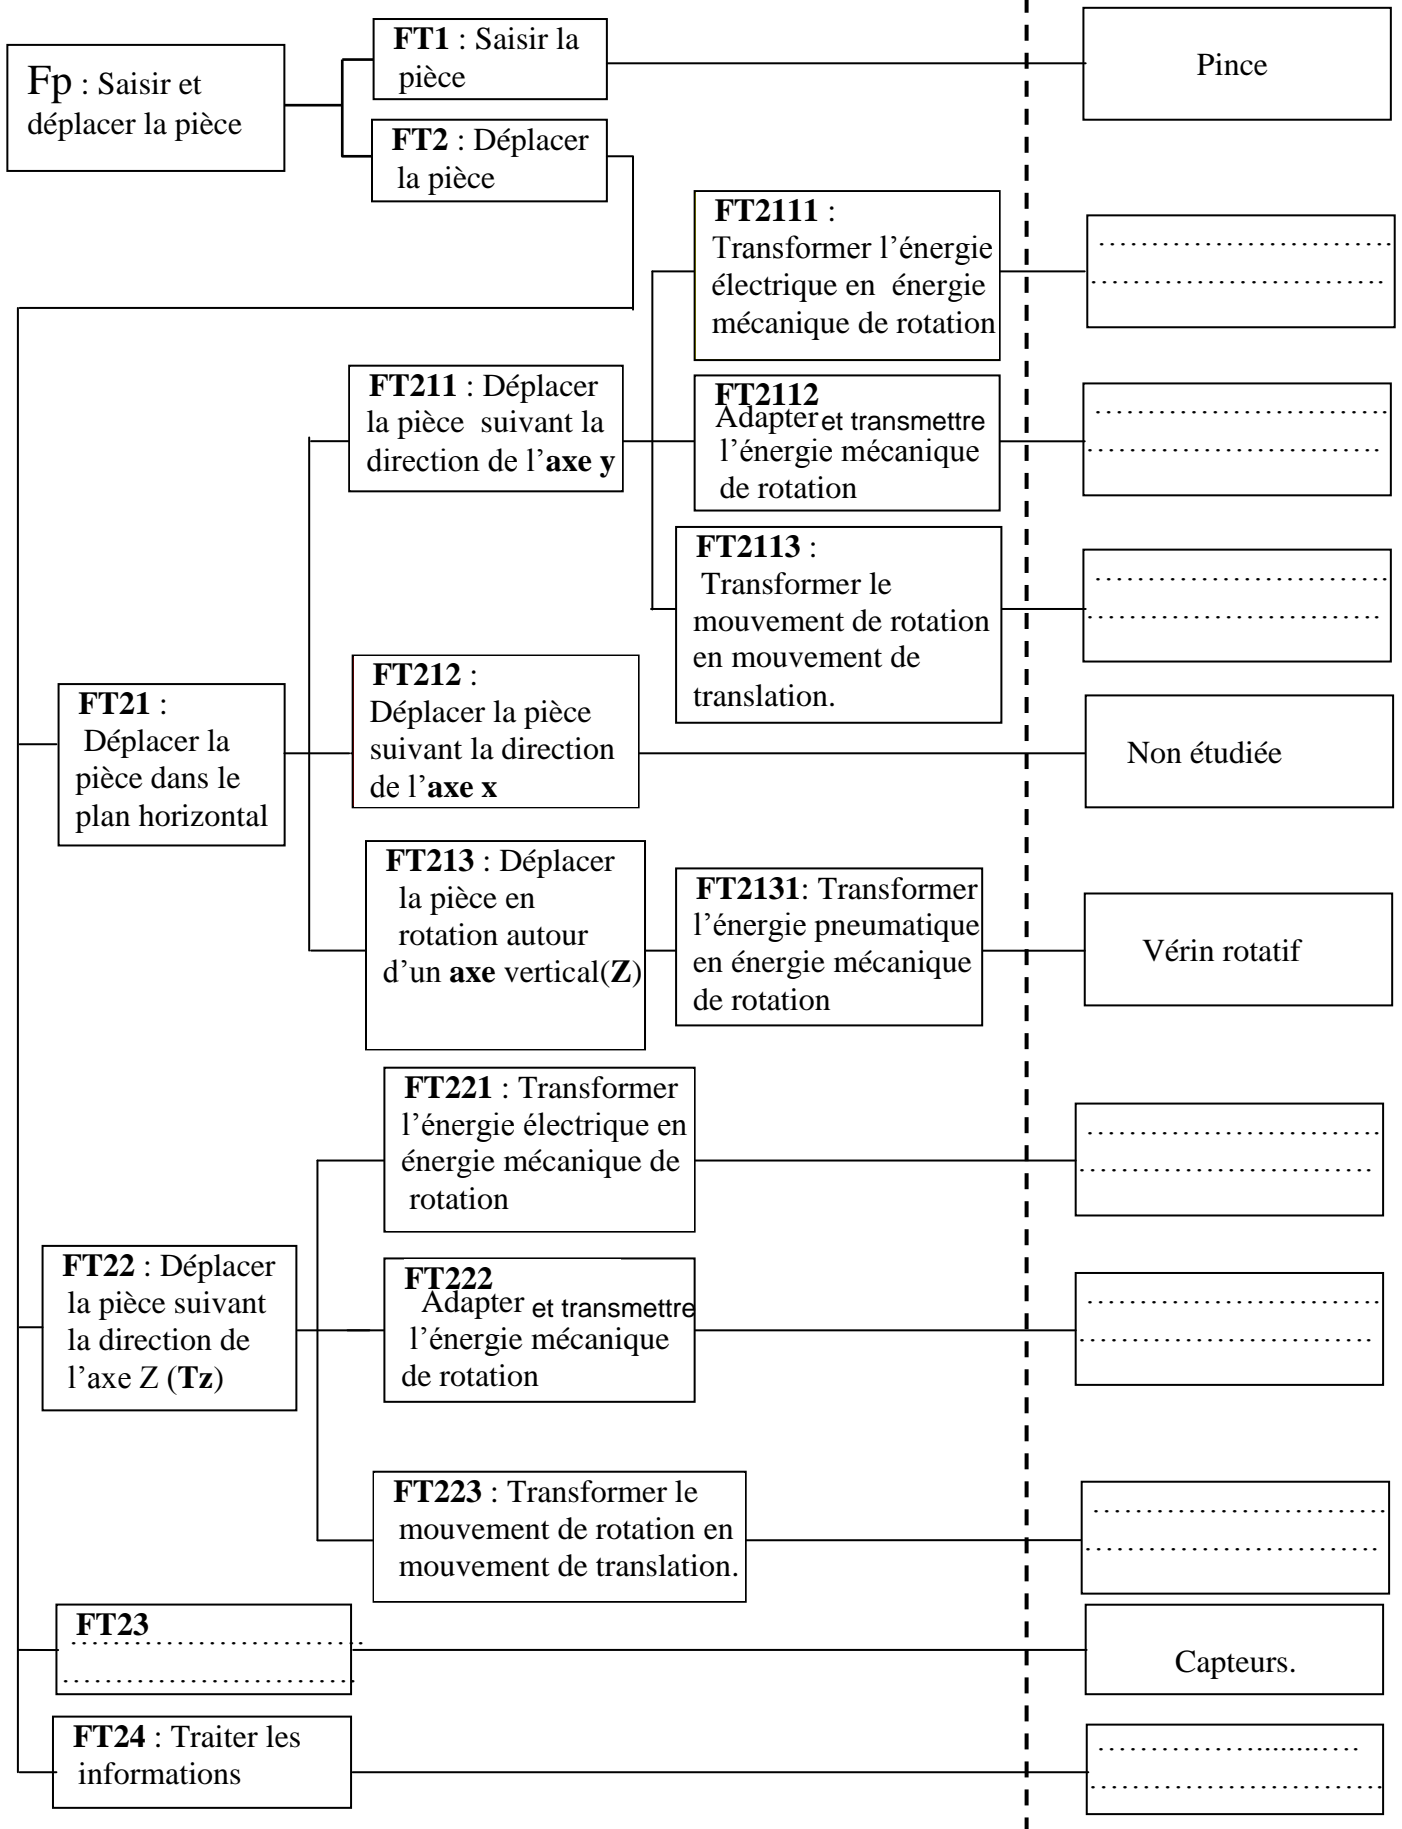 Fp : Saisir et
déplacer la pièce
FT1 : Saisir la
pièce
Pince
FT2 : Déplacer
la pièce
FT2111 :
Transformer l’énergie
électrique en énergie
mécanique de rotation
……………………….
……………………….
FT211 : Déplacer
la pièce suivant la
direction de l’axe y
FT2112
Adapter et transmettre
l’énergie mécanique
de rotation
……………………….
……………………….
FT2113 :
Transformer le
mouvement de rotation
en mouvement de
translation.
……………………….
……………………….
FT21 :
Déplacer la
pièce dans le
plan horizontal
FT212 :
Déplacer la pièce
suivant la direction
de l’axe x
Non étudiée
FT213 : Déplacer
la pièce en
rotation autour
d’un axe vertical(Z)
FT2131: Transformer
l’énergie pneumatique
en énergie mécanique
de rotation
Vérin rotatif
FT22 : Déplacer
la pièce suivant
la direction de
l’axe Z (Tz)
FT221 : Transformer
l’énergie électrique en
énergie mécanique de
rotation
……………………….
……………………….
FT222
Adapter et transmettre
l’énergie mécanique
de rotation
……………………….
……………………….
FT223 : Transformer le
mouvement de rotation en
mouvement de translation.
……………………….
……………………….
FT23
……………………….
……………………….
Capteurs.
FT24 : Traiter les
informations
……………........….
……………………….